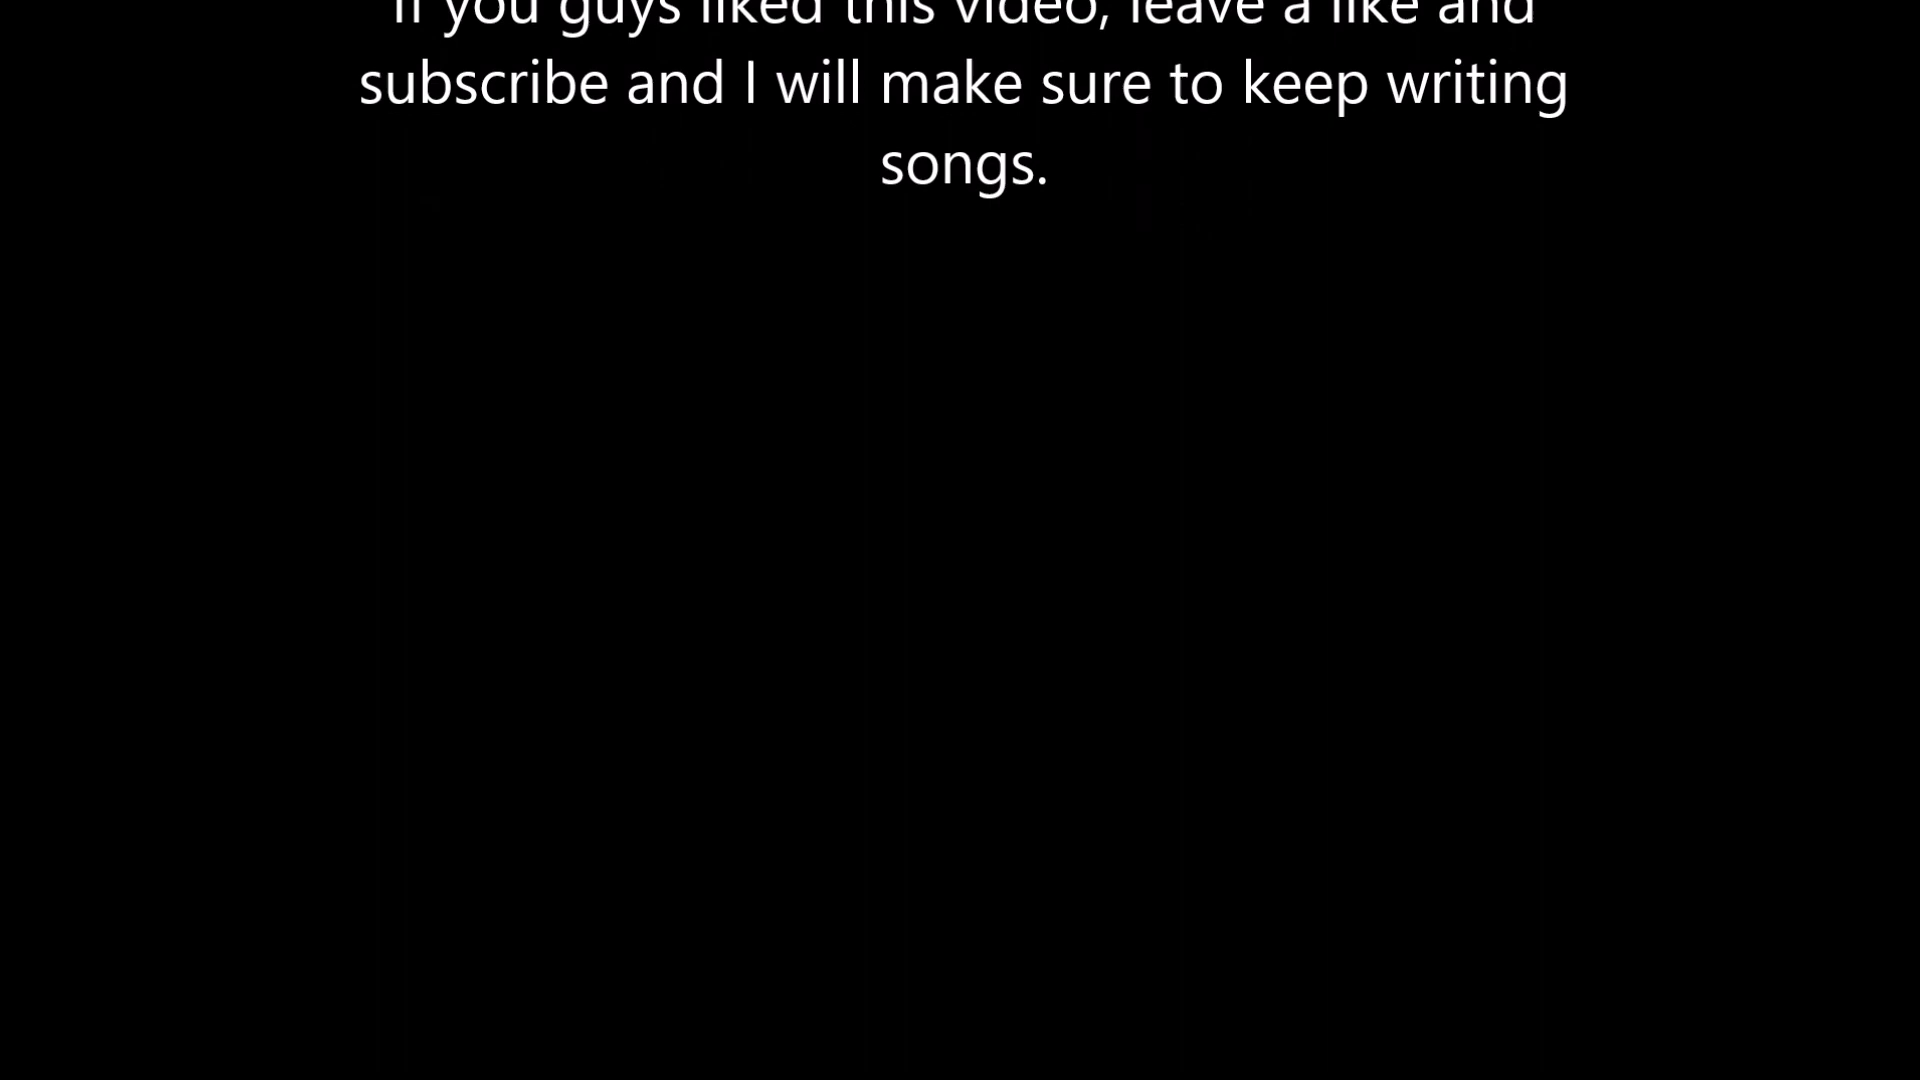 If you guys liked this video, leave a like and
subscribe and I will make sure to keep writing
songs.